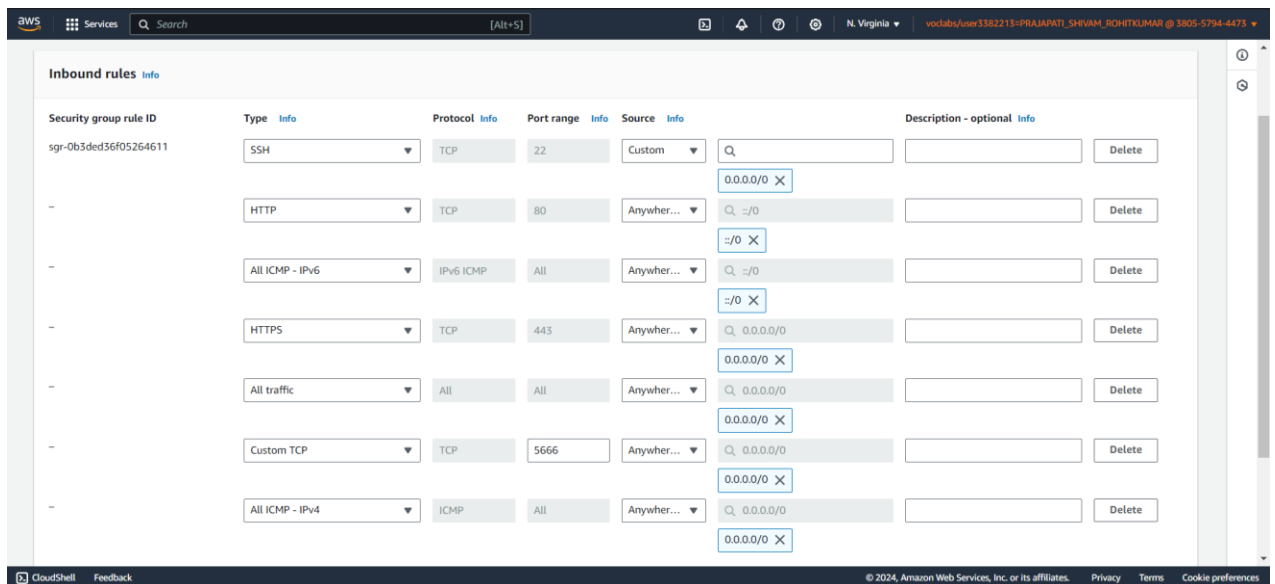 aws Services Search [Alt+S] N. Virginia voclabs/user3382213=PRAJAPATI_SHIVAM_ROHITKUMAR @ 3805-5794-4473
Inbound rules Info
Security group rule ID Type Info Protocol Info Port range Info Source Info Description - optional Info
sgr-0b3ded36f05264611 SSH TCP 22 Custom Delete
0.0.0.0/0
– HTTP TCP 80 Anywher... ::/0 Delete
::/0
– All ICMP - IPv6 IPv6 ICMP All Anywher... ::/0 Delete
::/0
– HTTPS TCP 443 Anywher... 0.0.0.0/0 Delete
0.0.0.0/0
– All traffic All All Anywher... 0.0.0.0/0 Delete
0.0.0.0/0
– Custom TCP TCP 5666 Anywher... 0.0.0.0/0 Delete
0.0.0.0/0
– All ICMP - IPv4 ICMP All Anywher... 0.0.0.0/0 Delete
0.0.0.0/0
CloudShell Feedback © 2024, Amazon Web Services, Inc. or its affiliates. Privacy Terms Cookie preferences